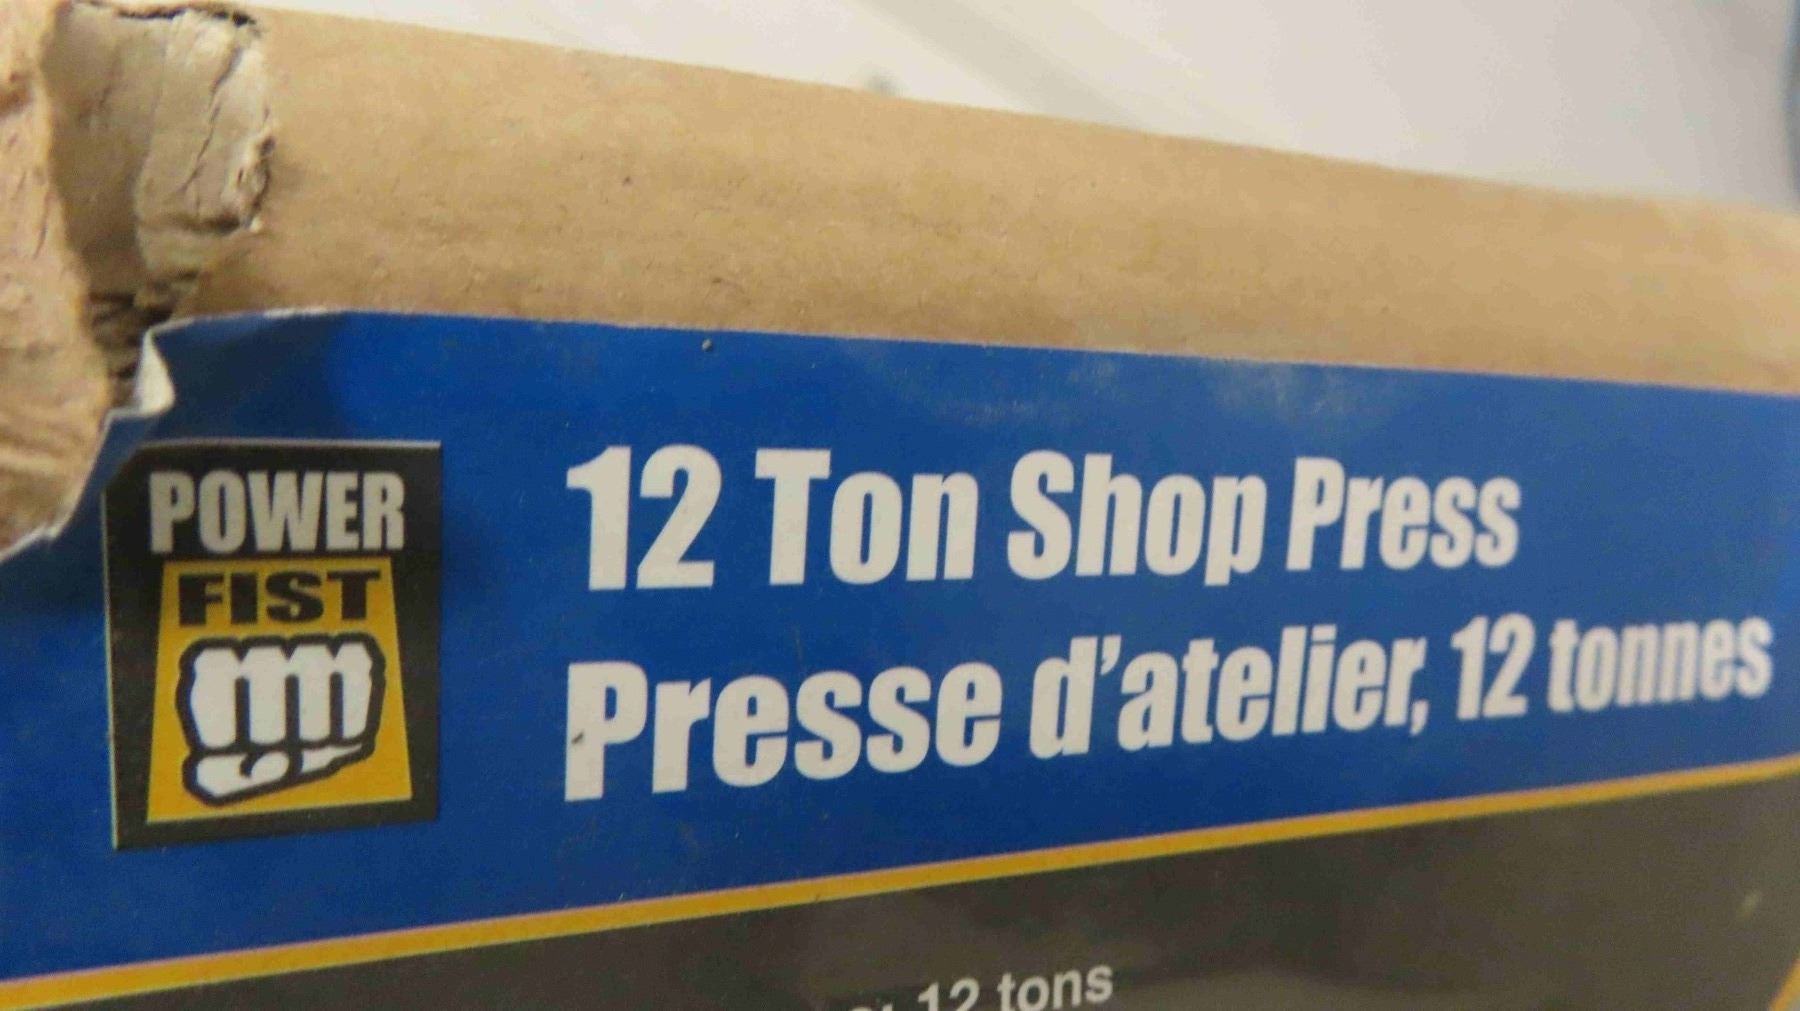 POWER
FIST
12 Ton Shop Press
Presse d'atelier, 12 tonnes
12 tons